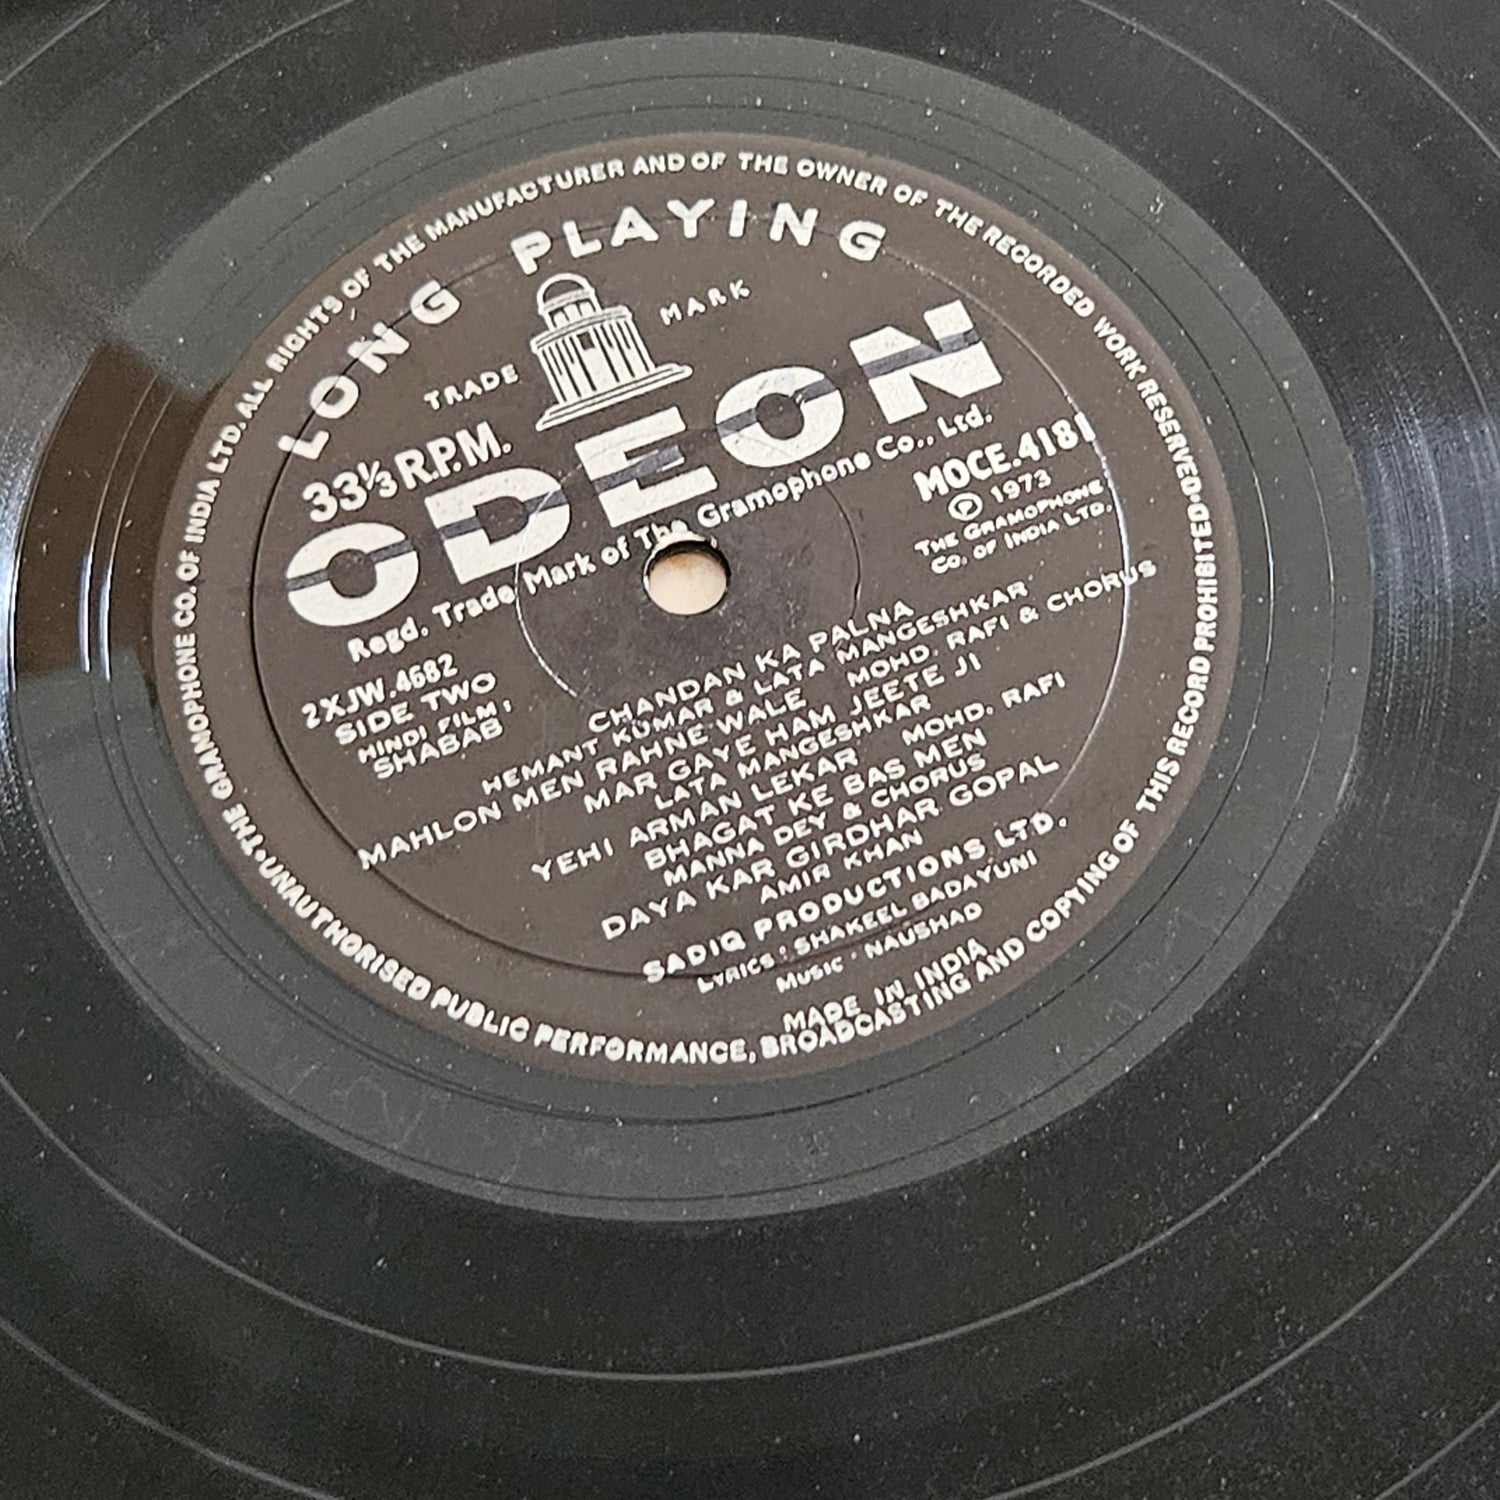 THE GRAMOPHONE CO. OF INDIA LTD. ALL RIGHTS OF THE MANUFACTURER AND OF THE OWNER OF THE RECORDED WORK RESERVED•
UNAUTHORISED PUBLIC PERFORMANCE, BROADCASTING AND COPYING OF THIS RECORD PROHIBITED•
LONG PLAYING
TRADE MARK
33⅓ R.P.M.
ODEON
Regd. Trade Mark of The Gramophone Co., Ltd.
MOCE.4181
℗ 1973
THE GRAMOPHONE
CO. OF INDIA LTD.
2XJW.4682
SIDE TWO
HINDI FILM:
SHABAB
CHANDAN KA PALNA
HEMANT KUMAR & LATA MANGESHKAR
MAHLON MEN RAHNE WALE MOHD. RAFI & CHORUS
MAR GAYE HAM JEETE JI
LATA MANGESHKAR
YEHI ARMAN LEKAR MOHD. RAFI
BHAGAT KE BAS MEN
MANNA DEY & CHORUS
DAYA KAR GIRDHAR GOPAL
AMIR KHAN
SADIQ PRODUCTIONS LTD.
LYRICS: SHAKEEL BADAYUNI
MUSIC: NAUSHAD
MADE IN INDIA